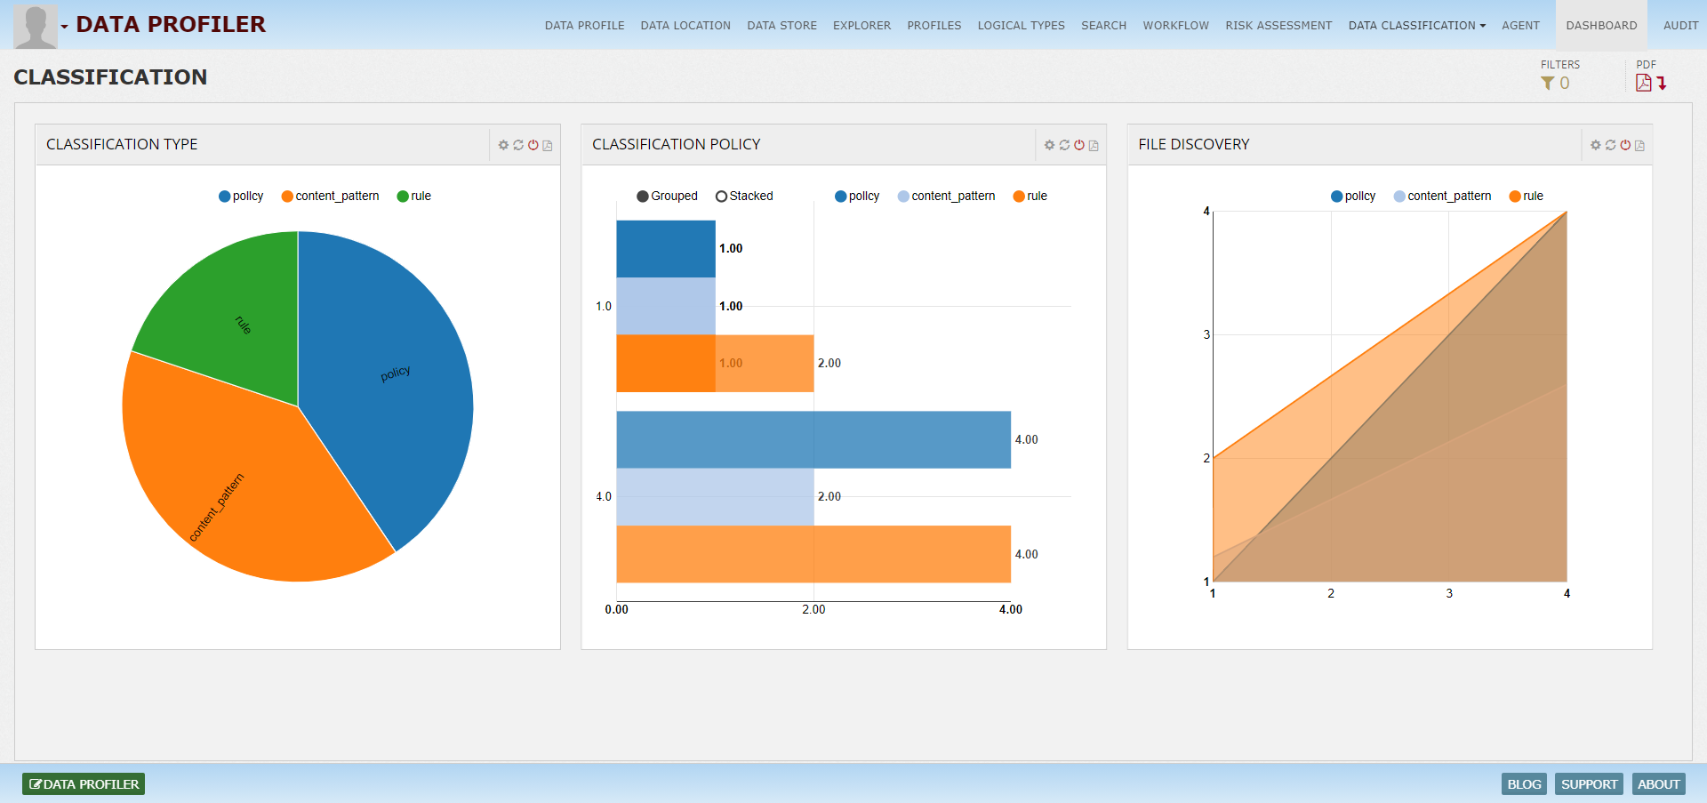 DATA PROFILER
DATA PROFILE DATA LOCATION DATA STORE EXPLORER PROFILES LOGICAL TYPES SEARCH WORKFLOW RISK ASSESSMENT DATA CLASSIFICATION AGENT DASHBOARD AUDIT
CLASSIFICATION
FILTERS
0
PDF
CLASSIFICATION TYPE
policy content_pattern rule
rule
policy
content_pattern
CLASSIFICATION POLICY
Grouped Stacked policy content_pattern rule
1.00
1.0 1.00
1.00 2.00
4.00
4.0 2.00
4.00
0.00 2.00 4.00
FILE DISCOVERY
policy content_pattern rule
4
3
2
1
1 2 3 4
DATA PROFILER
BLOG SUPPORT ABOUT